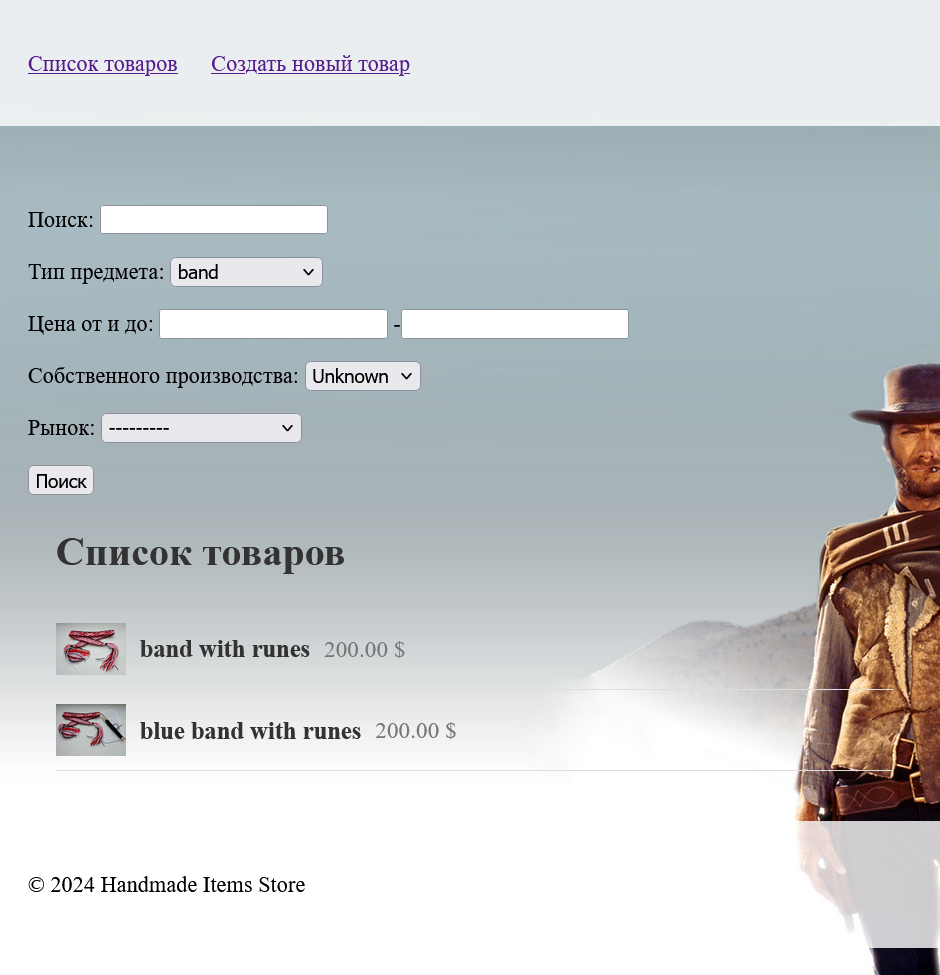 Список товаров Создать новый товар
Поиск:
Тип предмета: band
Цена от и до: -
Собственного производства: Unknown
Рынок: ---------
Поиск
Список товаров
band with runes 200.00 $
blue band with runes 200.00 $
© 2024 Handmade Items Store